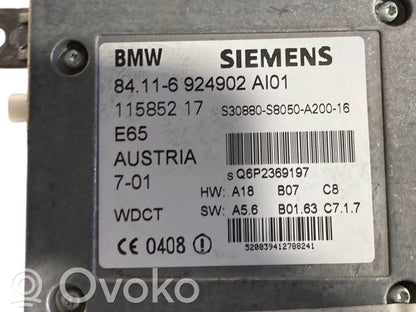 BMW SIEMENS
84.11-6 924902 AI01
115852 17 S30880-S8050-A200-16
E65
AUSTRIA S Q6P2369197
7-01 HW: A18 B07 C8
WDCT SW: A5.6 B01.63 C7.1.7
CE 0408
520039412788241
OVOKO